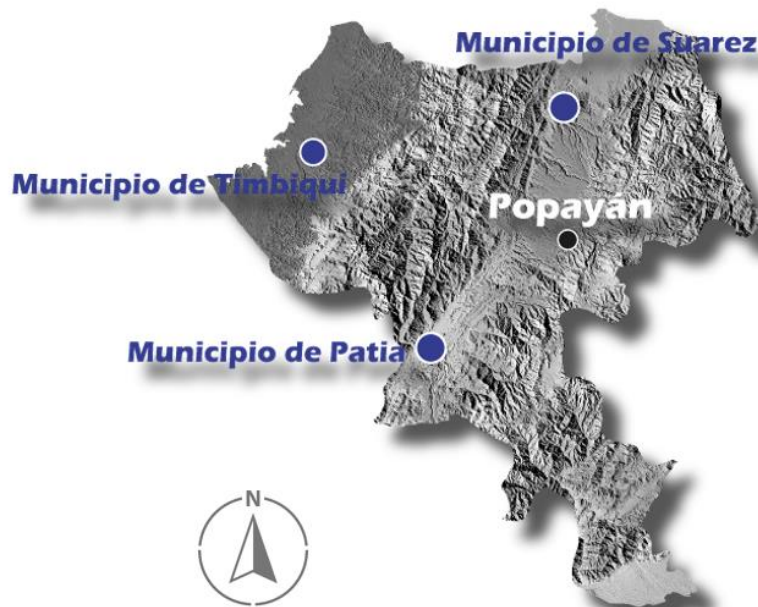 Municipio de Suarez
Municipio de Timbiqui
Popayán
Municipio de Patia
N